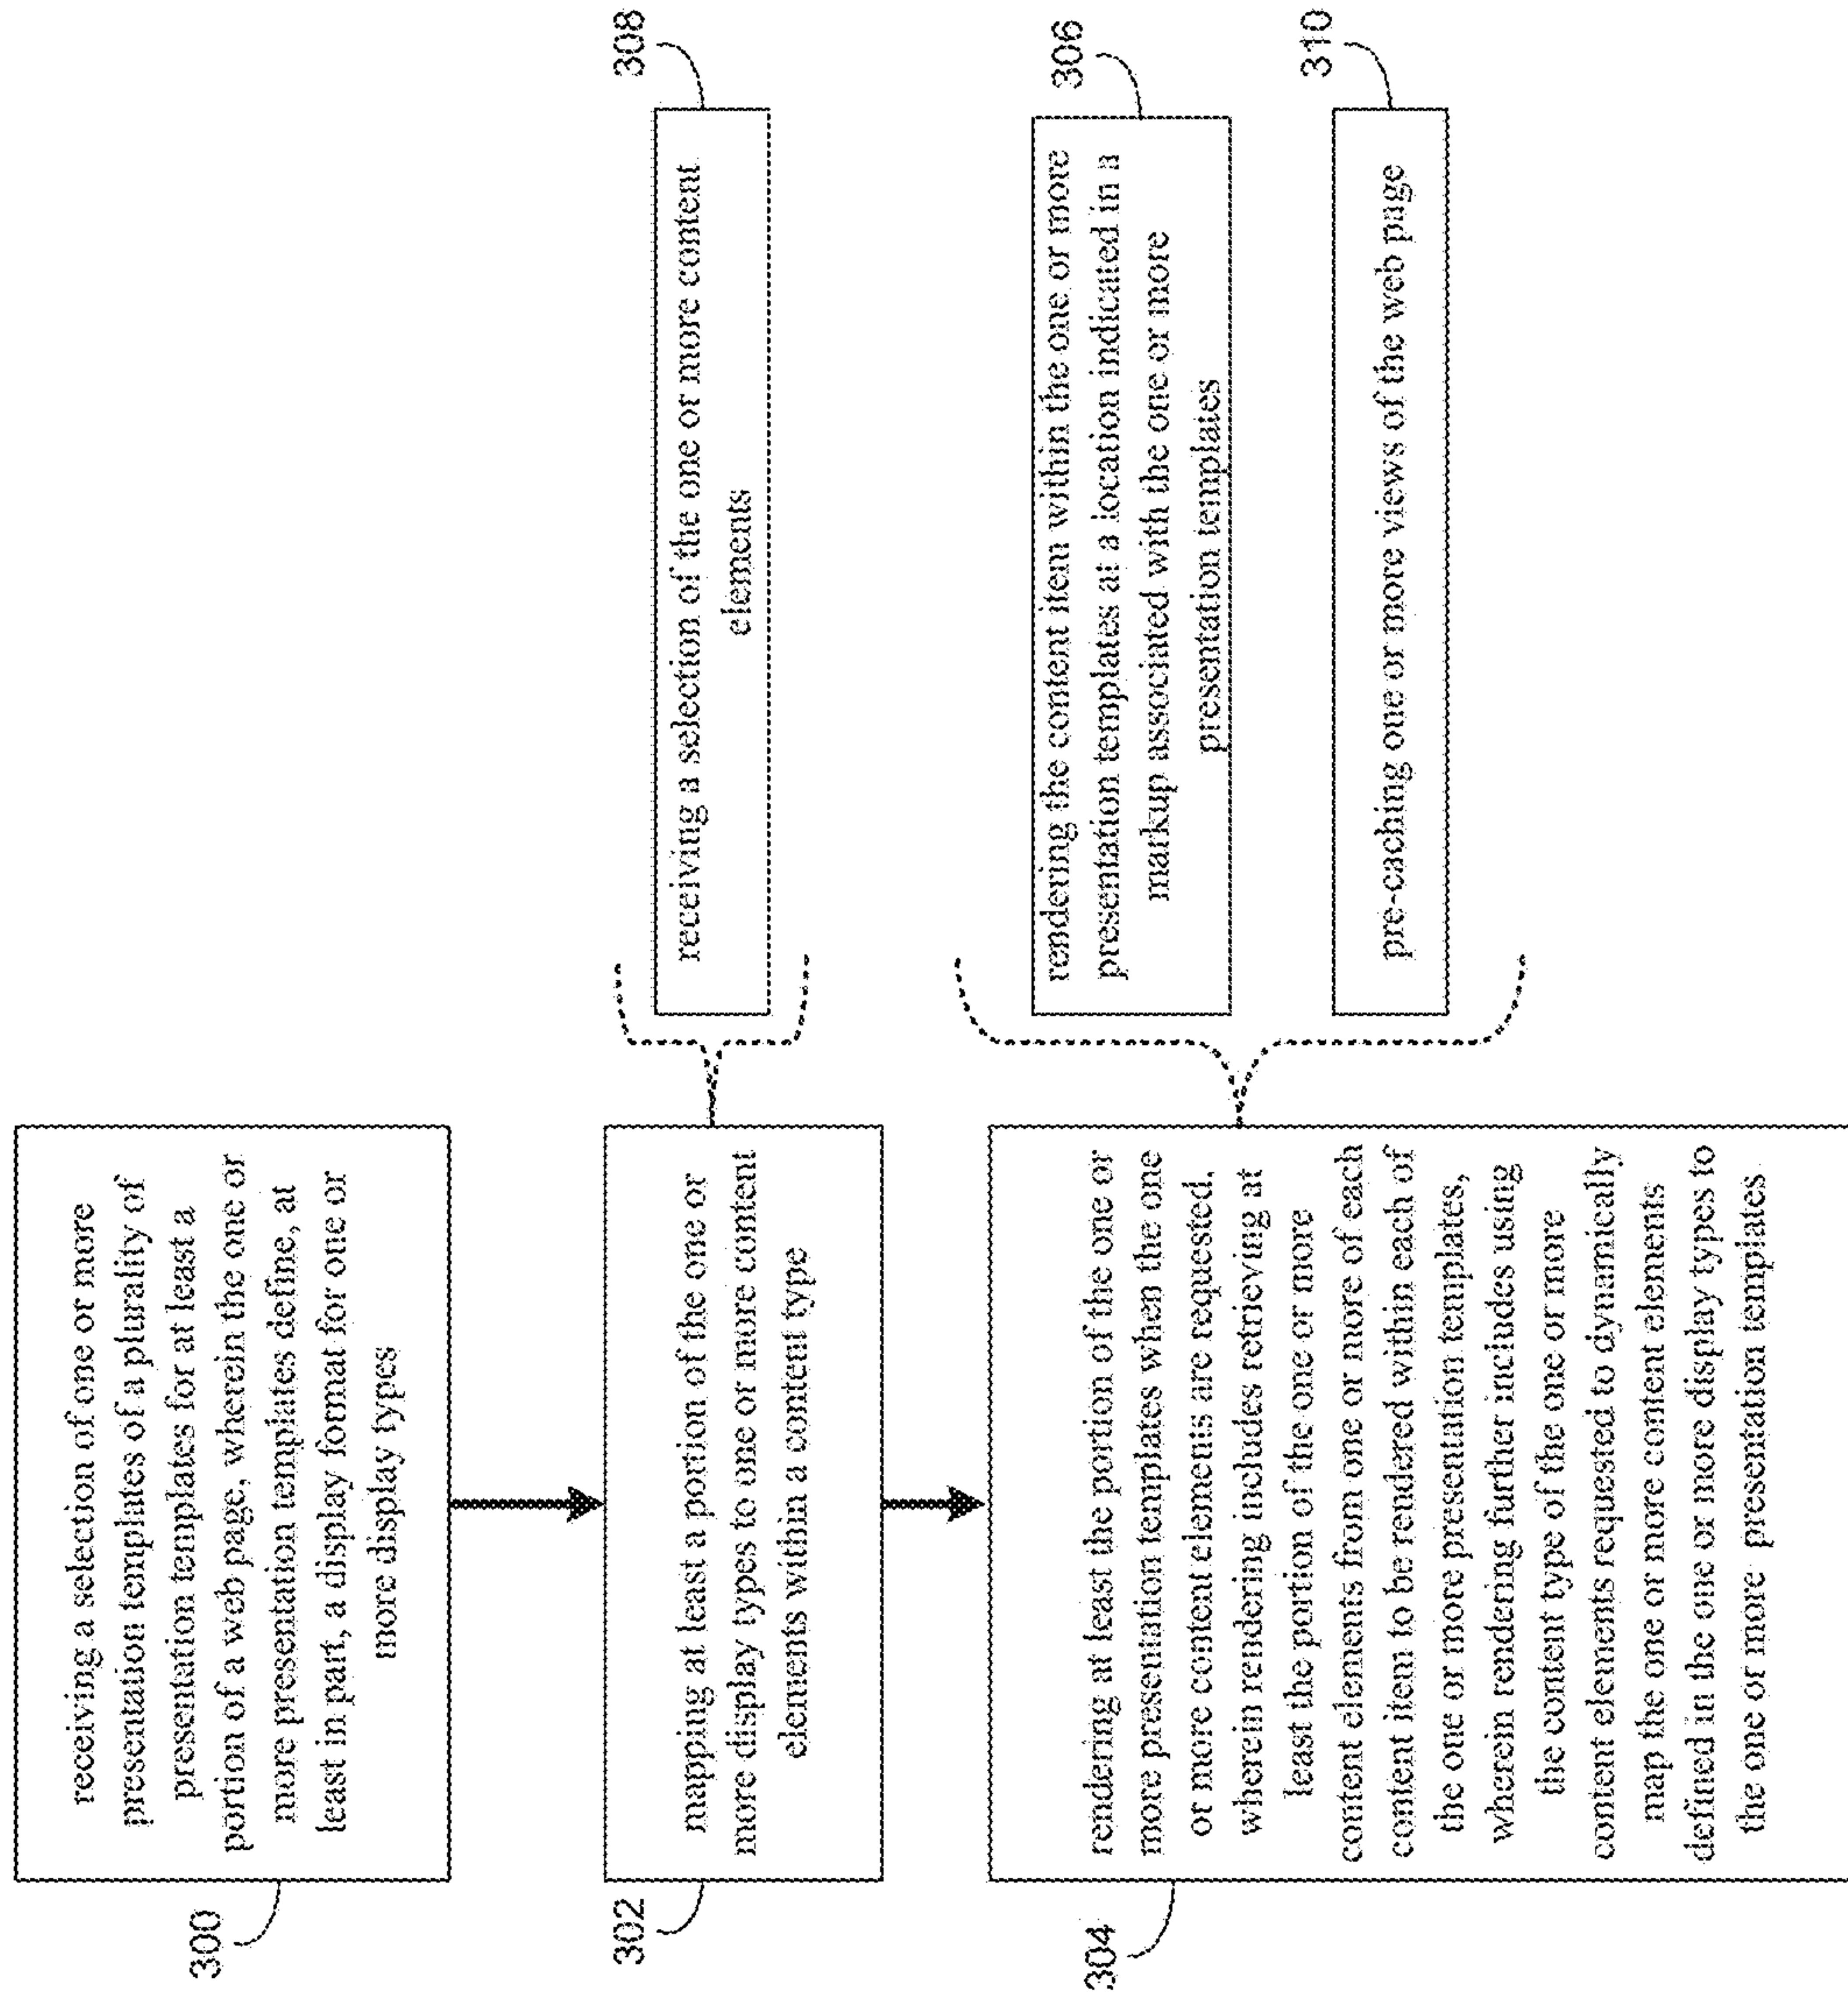 300
receiving a selection of one or more
presentation templates of a plurality of
presentation templates for at least a
portion of a web page, wherein the one or
more presentation templates define, at
least in part, a display format for one or
more display types
302
mapping at least a portion of the one or
more display types to one or more content
elements within a content type
308
receiving a selection of the one or more content
elements
304
rendering at least the portion of the one or
more presentation templates when the one
or more content elements are requested,
wherein rendering includes retrieving at
least the portion of the one or more
content elements from one or more of each
content item to be rendered within each of
the one or more presentation templates,
wherein rendering further includes using
the content type of the one or more
content elements requested to dynamically
map the one or more content elements
defined in the one or more display types to
the one or more presentation templates
306
rendering the content item within the one or more
presentation templates at a location indicated in a
markup associated with the one or more
presentation templates
310
pre-caching one or more views of the web page